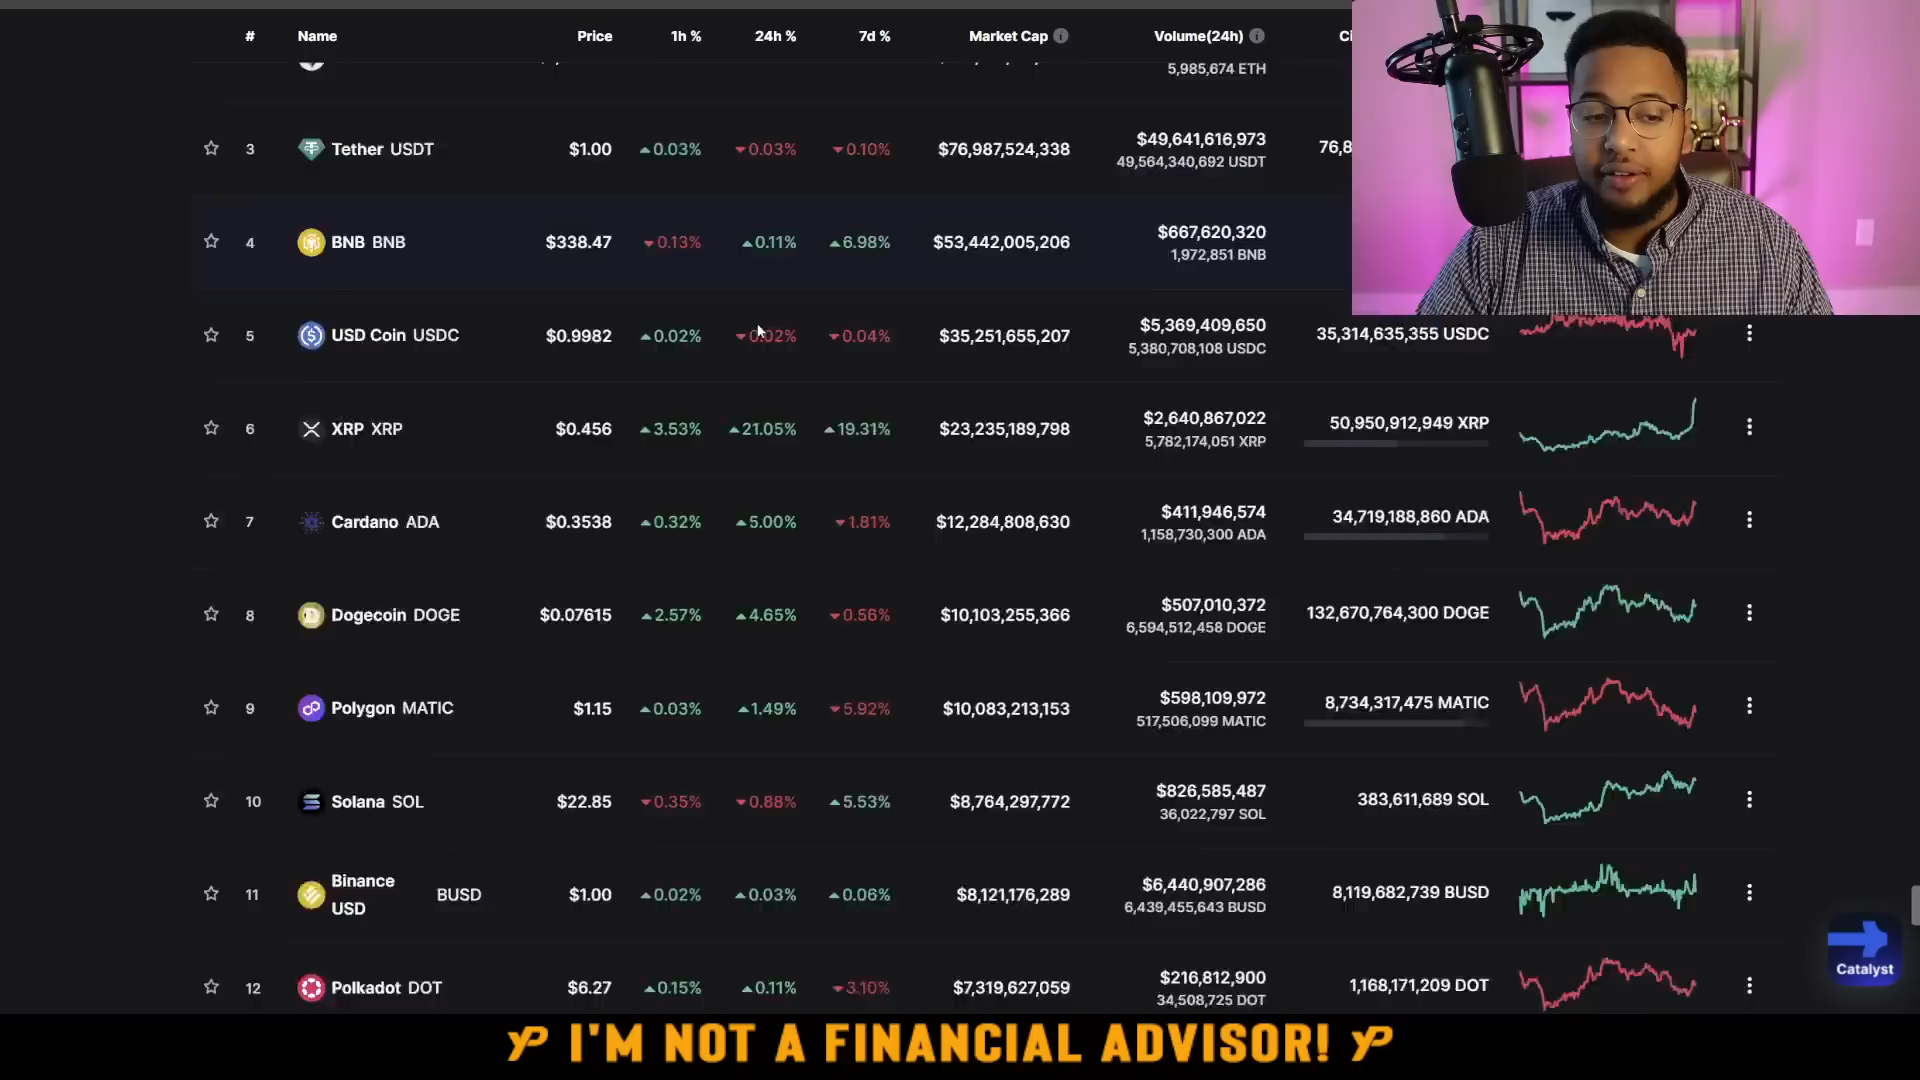 # Name Price 1h % 24h % 7d % Market Cap Volume(24h) Ci
5,985,674 ETH
3 Tether USDT $1.00 0.03% 0.03% 0.10% $76,987,524,338 $49,641,616,973 76,8
49,564,340,692 USDT
4 BNB BNB $338.47 0.13% 0.11% 6.98% $53,442,005,206 $667,620,320
1,972,851 BNB
5 USD Coin USDC $0.9982 0.02% 0.02% 0.04% $35,251,655,207 $5,369,409,650 35,314,635,355 USDC
5,380,708,108 USDC
6 XRP XRP $0.456 3.53% 21.05% 19.31% $23,235,189,798 $2,640,867,022 50,950,912,949 XRP
5,782,174,051 XRP
7 Cardano ADA $0.3538 0.32% 5.00% 1.81% $12,284,808,630 $411,946,574 34,719,188,860 ADA
1,158,730,300 ADA
8 Dogecoin DOGE $0.07615 2.57% 4.65% 0.56% $10,103,255,366 $507,010,372 132,670,764,300 DOGE
6,594,512,458 DOGE
9 Polygon MATIC $1.15 0.03% 1.49% 5.92% $10,083,213,153 $598,109,972 8,734,317,475 MATIC
517,506,099 MATIC
10 Solana SOL $22.85 0.35% 0.88% 5.53% $8,764,297,772 $826,585,487 383,611,689 SOL
36,022,797 SOL
11 Binance USD BUSD $1.00 0.02% 0.03% 0.06% $8,121,176,289 $6,440,907,286 8,119,682,739 BUSD
6,439,455,643 BUSD
12 Polkadot DOT $6.27 0.15% 0.11% 3.10% $7,319,627,059 $216,812,900 1,168,171,209 DOT
34,508,725 DOT
Catalyst
YP I'M NOT A FINANCIAL ADVISOR! YP